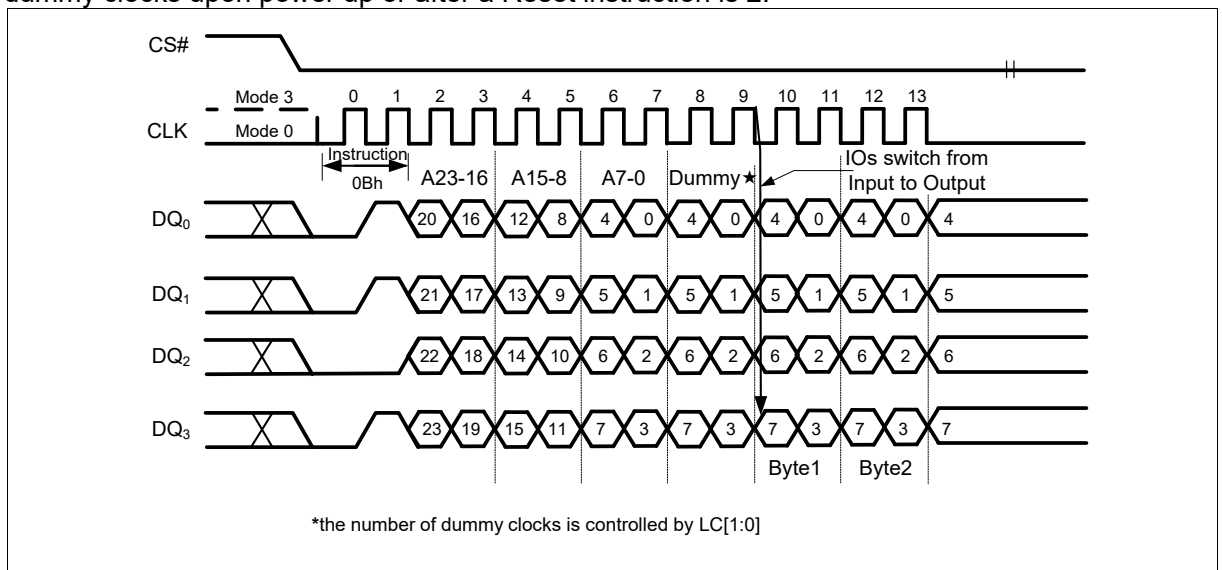 dummy clocks upon power up or after a Reset instruction is 2.
CS#
Mode 3 0 1 2 3 4 5 6 7 8 9 10 11 12 13
CLK Mode 0
Instruction IOs switch from
0Bh A23-16 A15-8 A7-0 Dummy★ Input to Output
DQ₀ 20 16 12 8 4 0 4 0 4 0 4 0 4
DQ₁ 21 17 13 9 5 1 5 1 5 1 5 1 5
DQ₂ 22 18 14 10 6 2 6 2 6 2 6 2 6
DQ₃ 23 19 15 11 7 3 7 3 7 3 7 3 7
Byte1 Byte2
*the number of dummy clocks is controlled by LC[1:0]